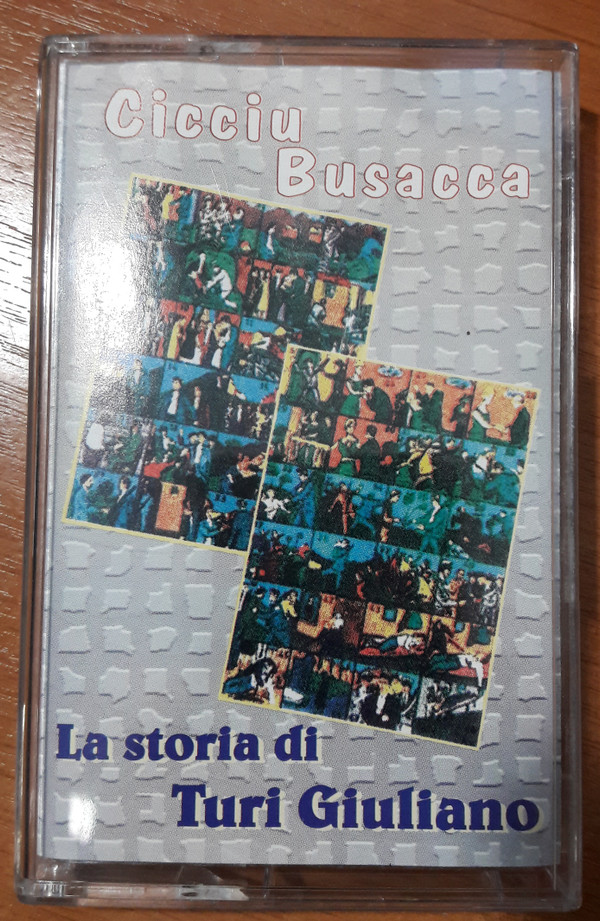 Cicciu
Busacca
La storia di
Turi Giuliano